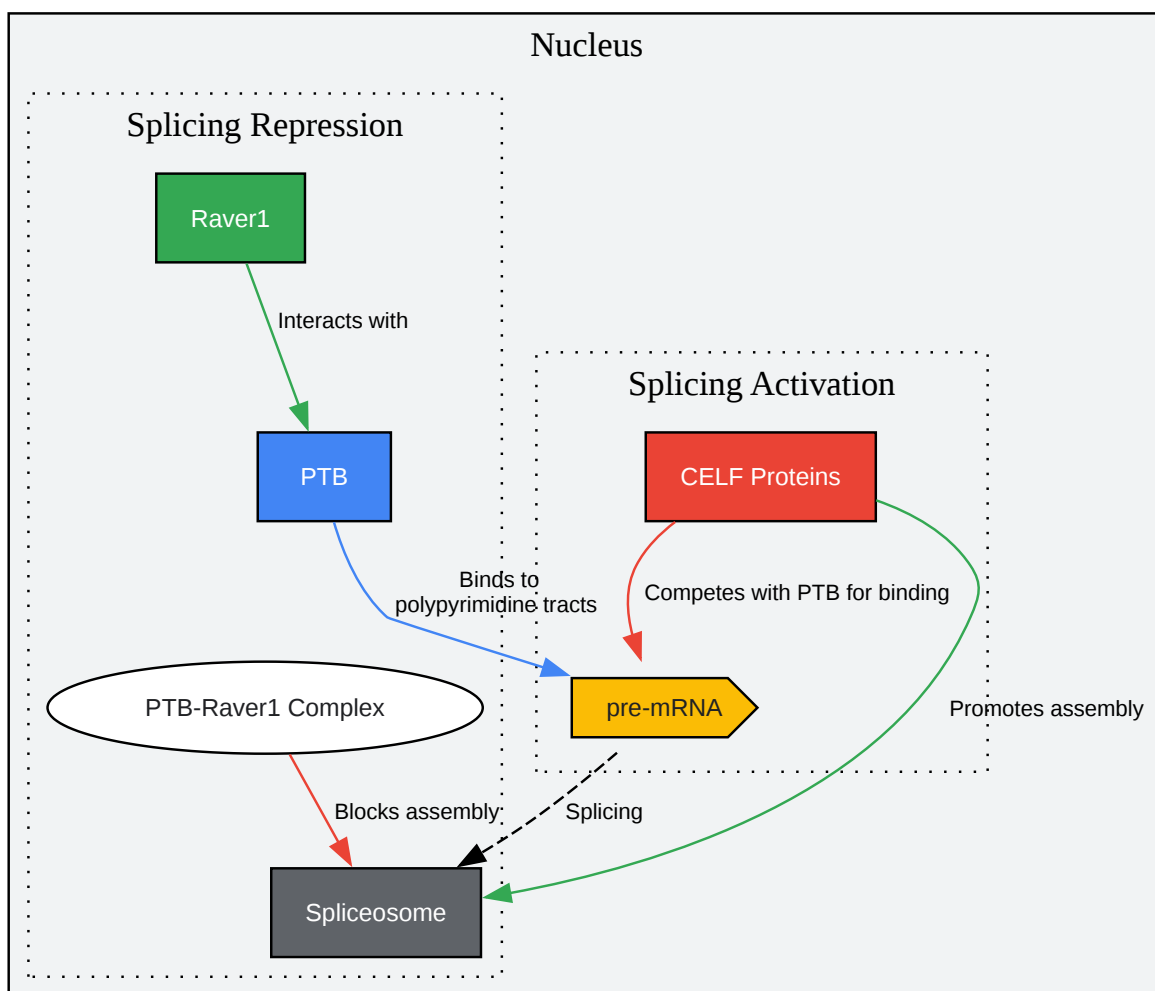 Nucleus
Splicing Repression
Raver1
Interacts with
Splicing Activation
PTB
CELF Proteins
Binds to
polypyrimidine tracts
Competes with PTB for binding
PTB-Raver1 Complex
pre-mRNA
Promotes assembly
Blocks assembly
Splicing
Spliceosome